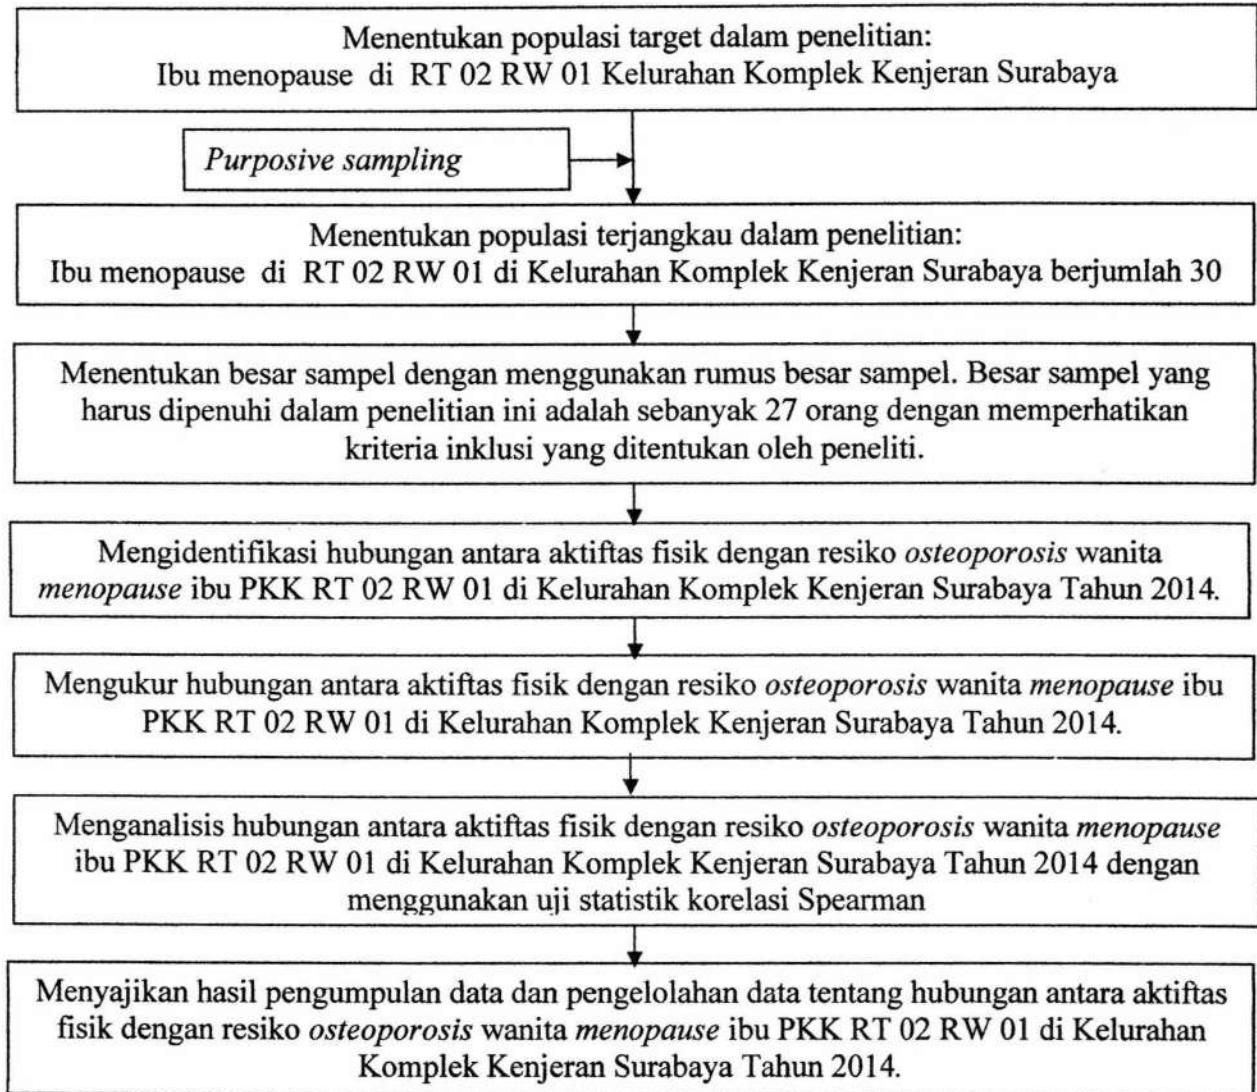 Menentukan populasi target dalam penelitian:
Ibu menopause di RT 02 RW 01 Kelurahan Komplek Kenjeran Surabaya
Purposive sampling
Menentukan populasi terjangkau dalam penelitian:
Ibu menopause di RT 02 RW 01 di Kelurahan Komplek Kenjeran Surabaya berjumlah 30
Menentukan besar sampel dengan menggunakan rumus besar sampel. Besar sampel yang
harus dipenuhi dalam penelitian ini adalah sebanyak 27 orang dengan memperhatikan
kriteria inklusi yang ditentukan oleh peneliti.
Mengidentifikasi hubungan antara aktiftas fisik dengan resiko osteoporosis wanita
menopause ibu PKK RT 02 RW 01 di Kelurahan Komplek Kenjeran Surabaya Tahun 2014.
Mengukur hubungan antara aktiftas fisik dengan resiko osteoporosis wanita menopause ibu
PKK RT 02 RW 01 di Kelurahan Komplek Kenjeran Surabaya Tahun 2014.
Menganalisis hubungan antara aktiftas fisik dengan resiko osteoporosis wanita menopause
ibu PKK RT 02 RW 01 di Kelurahan Komplek Kenjeran Surabaya Tahun 2014 dengan
menggunakan uji statistik korelasi Spearman
Menyajikan hasil pengumpulan data dan pengelolahan data tentang hubungan antara aktiftas
fisik dengan resiko osteoporosis wanita menopause ibu PKK RT 02 RW 01 di Kelurahan
Komplek Kenjeran Surabaya Tahun 2014.